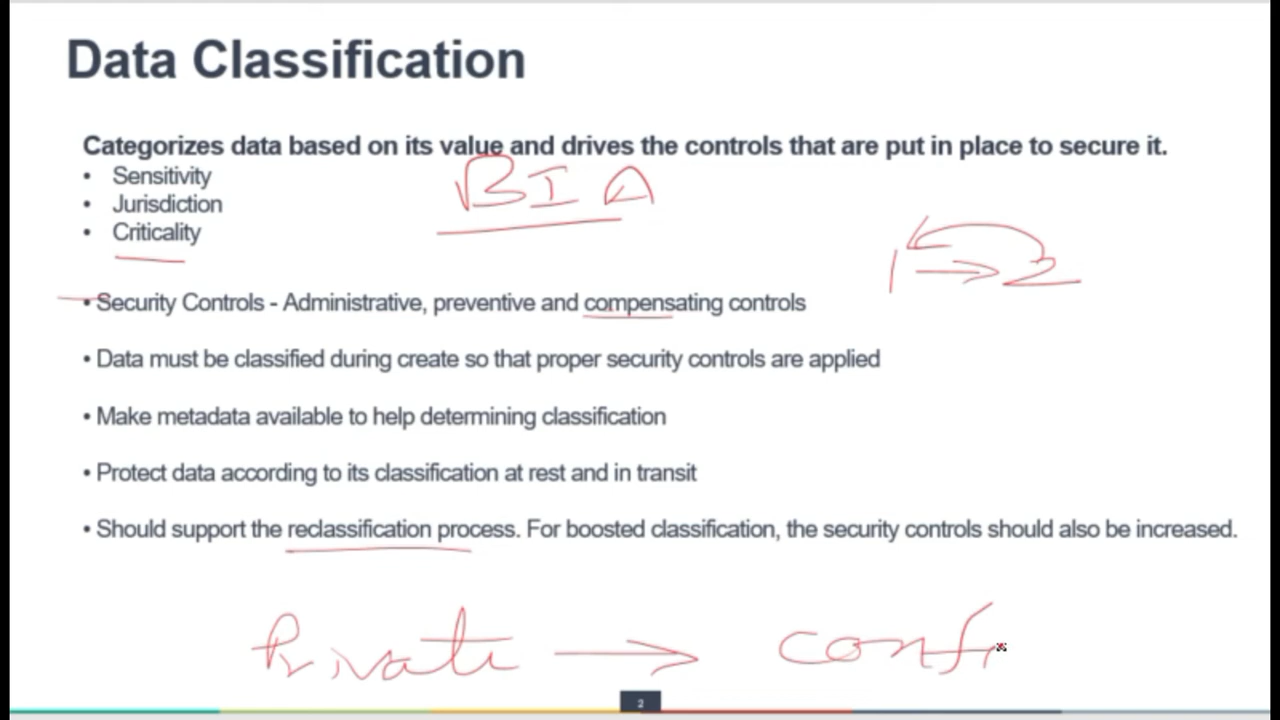 Data Classification
Categorizes data based on its value and drives the controls that are put in place to secure it.
• Sensitivity
• Jurisdiction
• Criticality
BIA
1 → 2
• Security Controls - Administrative, preventive and compensating controls
• Data must be classified during create so that proper security controls are applied
• Make metadata available to help determining classification
• Protect data according to its classification at rest and in transit
• Should support the reclassification process. For boosted classification, the security controls should also be increased.
Private → confi
2